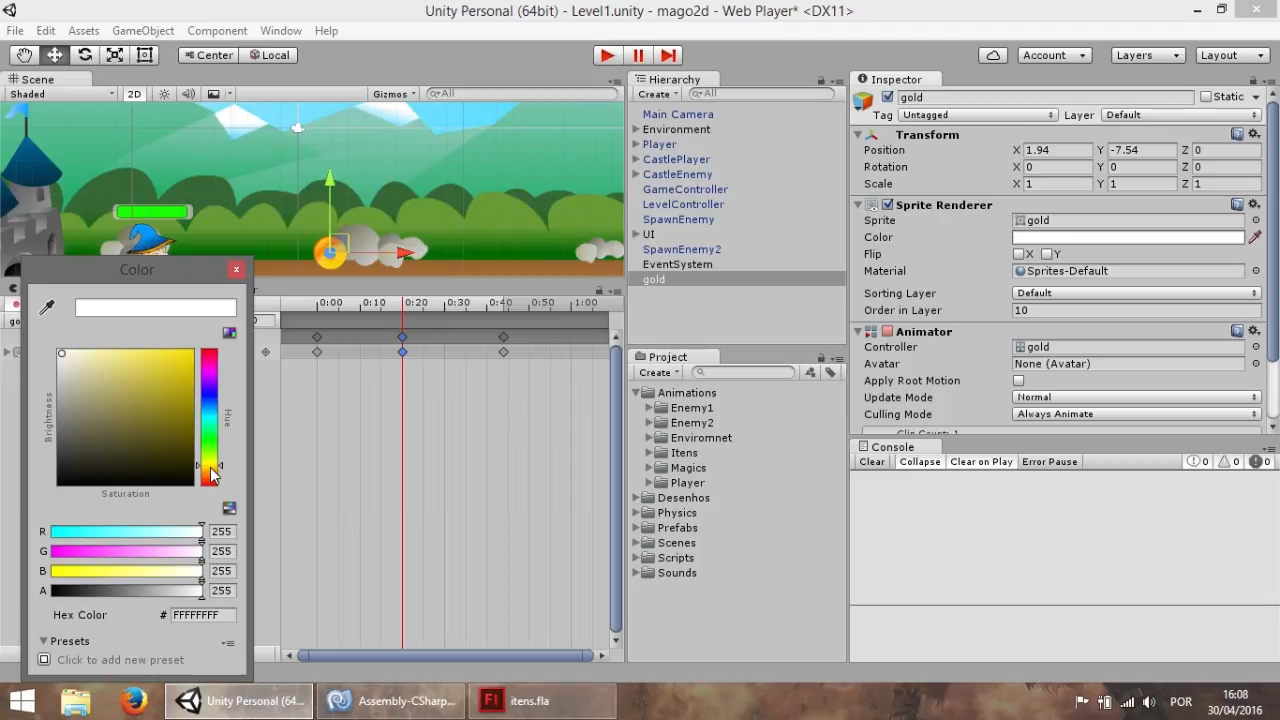 Unity Personal (64bit) - Level1.unity - mago2d - Web Player* <DX11>
File Edit Assets GameObject Component Window Help
Center Local Account Layers Layout
Scene
Shaded 2D Gizmos All
Hierarchy
Create All
Main Camera
Environment
Player
CastlePlayer
CastleEnemy
GameController
LevelController
SpawnEnemy
UI
SpawnEnemy2
EventSystem
gold
Inspector
gold Static
Tag Untagged Layer Default
Transform
Position X 1.94 Y -7.54 Z 0
Rotation X 0 Y 0 Z 0
Scale X 1 Y 1 Z 1
Sprite Renderer
Sprite gold
Color
Flip X Y
Material Sprites-Default
Sorting Layer Default
Order in Layer 10
Animator
Controller gold
Avatar None (Avatar)
Apply Root Motion
Update Mode Normal
Culling Mode Always Animate
Clip Count: 1
Color
Brightness
Hue
Saturation
R 255
G 255
B 255
A 255
Hex Color # FFFFFFFF
Presets
Click to add new preset
0:00 0:10 0:20 0:30 0:40 0:50 1:00
Project
Create
Animations
Enemy1
Enemy2
Enviromnet
Itens
Magics
Player
Desenhos
Physics
Prefabs
Scenes
Scripts
Sounds
Console
Clear Collapse Clear on Play Error Pause 0 0 0
Unity Personal (64... Assembly-CSharp... Fl itens.fla
POR
16:08
30/04/2016